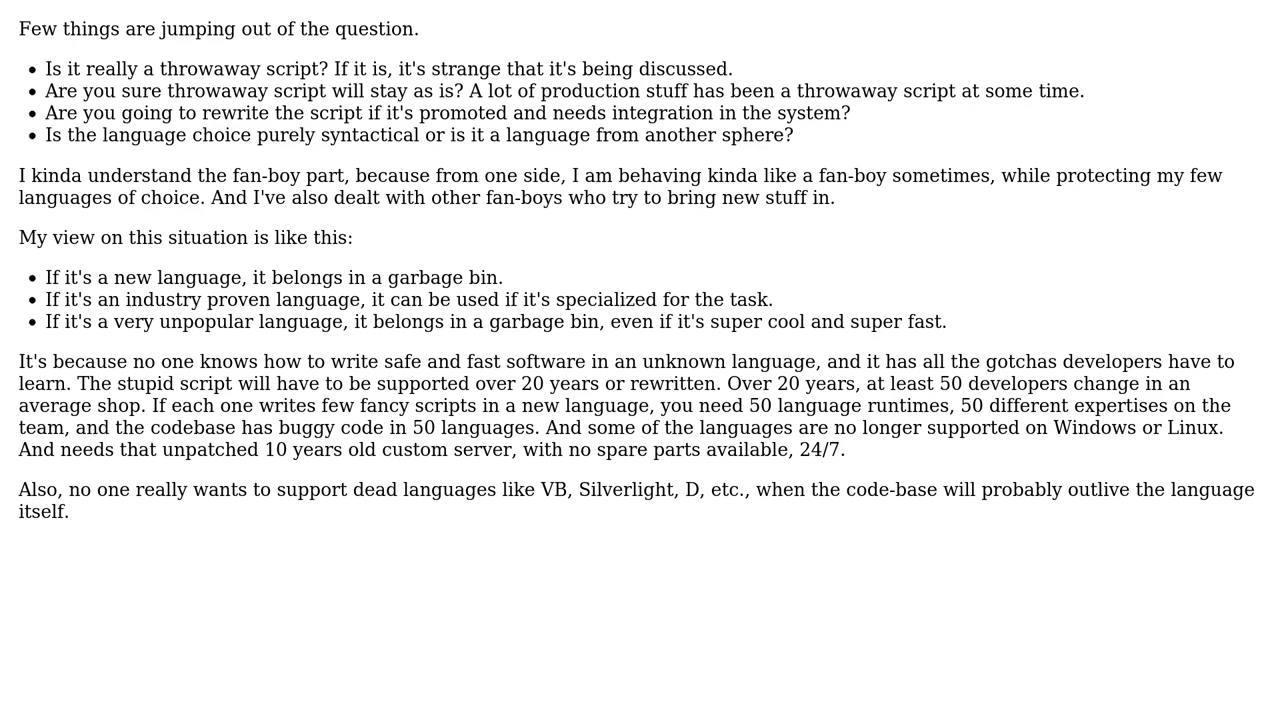 Few things are jumping out of the question.
• Is it really a throwaway script? If it is, it's strange that it's being discussed.
• Are you sure throwaway script will stay as is? A lot of production stuff has been a throwaway script at some time.
• Are you going to rewrite the script if it's promoted and needs integration in the system?
• Is the language choice purely syntactical or is it a language from another sphere?
I kinda understand the fan-boy part, because from one side, I am behaving kinda like a fan-boy sometimes, while protecting my few
languages of choice. And I've also dealt with other fan-boys who try to bring new stuff in.
My view on this situation is like this:
• If it's a new language, it belongs in a garbage bin.
• If it's an industry proven language, it can be used if it's specialized for the task.
• If it's a very unpopular language, it belongs in a garbage bin, even if it's super cool and super fast.
It's because no one knows how to write safe and fast software in an unknown language, and it has all the gotchas developers have to
learn. The stupid script will have to be supported over 20 years or rewritten. Over 20 years, at least 50 developers change in an
average shop. If each one writes few fancy scripts in a new language, you need 50 language runtimes, 50 different expertises on the
team, and the codebase has buggy code in 50 languages. And some of the languages are no longer supported on Windows or Linux.
And needs that unpatched 10 years old custom server, with no spare parts available, 24/7.
Also, no one really wants to support dead languages like VB, Silverlight, D, etc., when the code-base will probably outlive the language
itself.